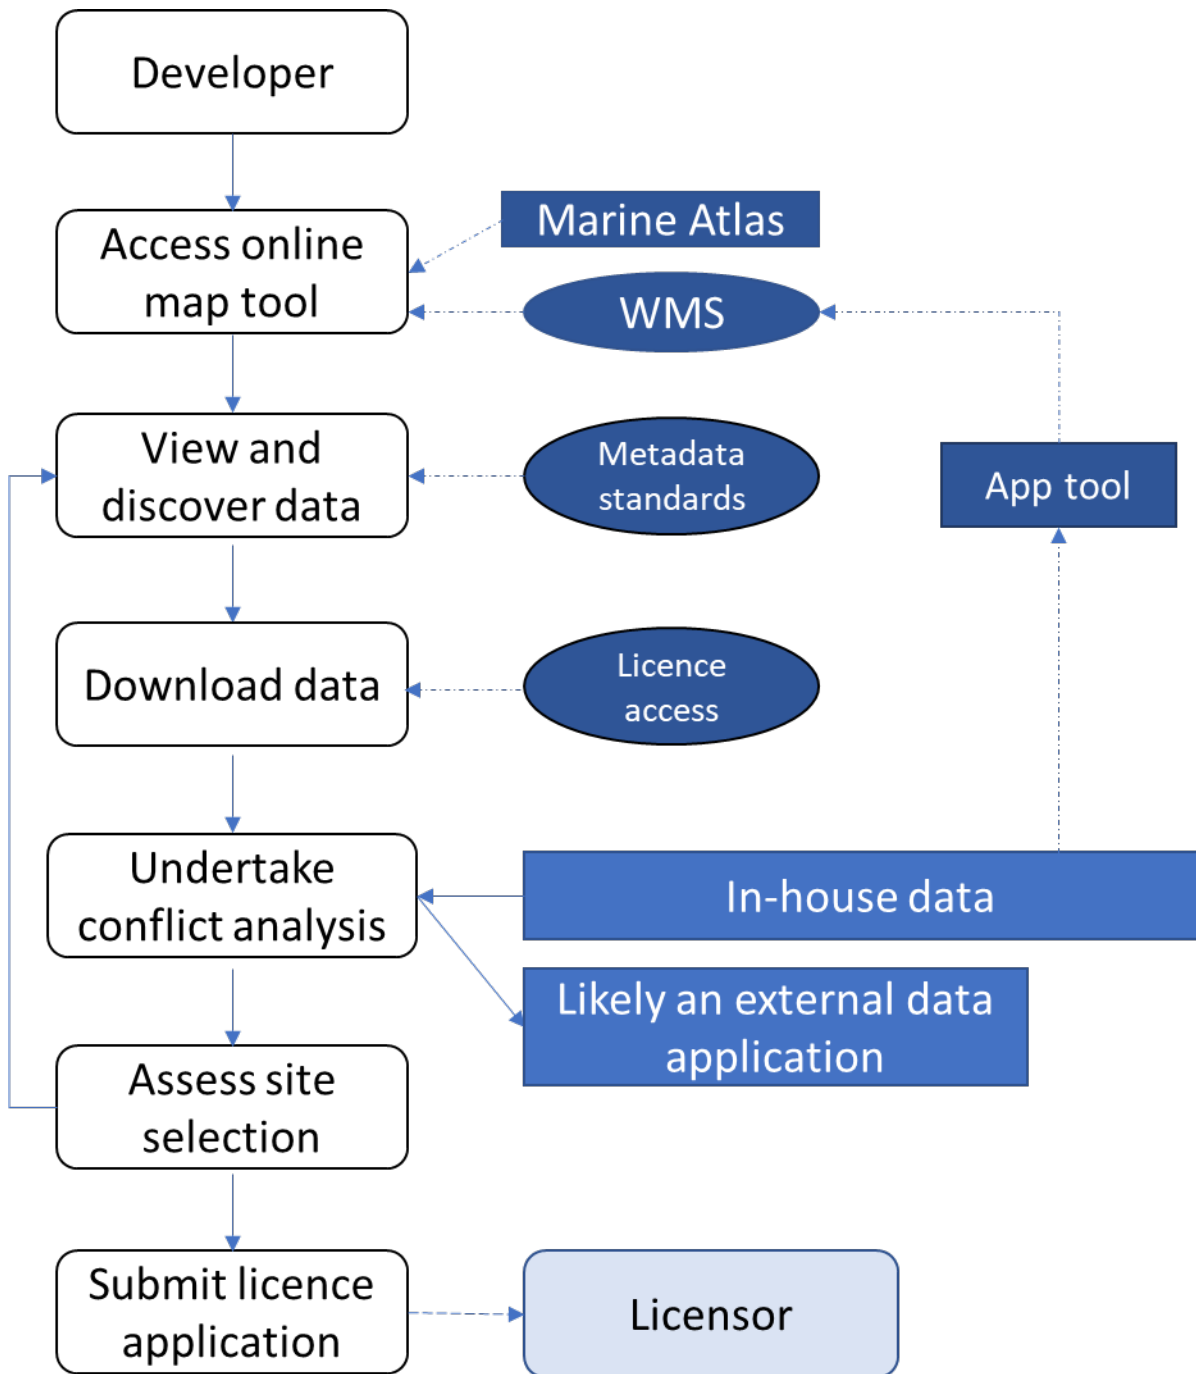 Developer
Access online
map tool
Marine Atlas
WMS
View and
discover data
Metadata
standards
App tool
Download data
Licence
access
Undertake
conflict analysis
In-house data
Likely an external data
application
Assess site
selection
Submit licence
application
Licensor